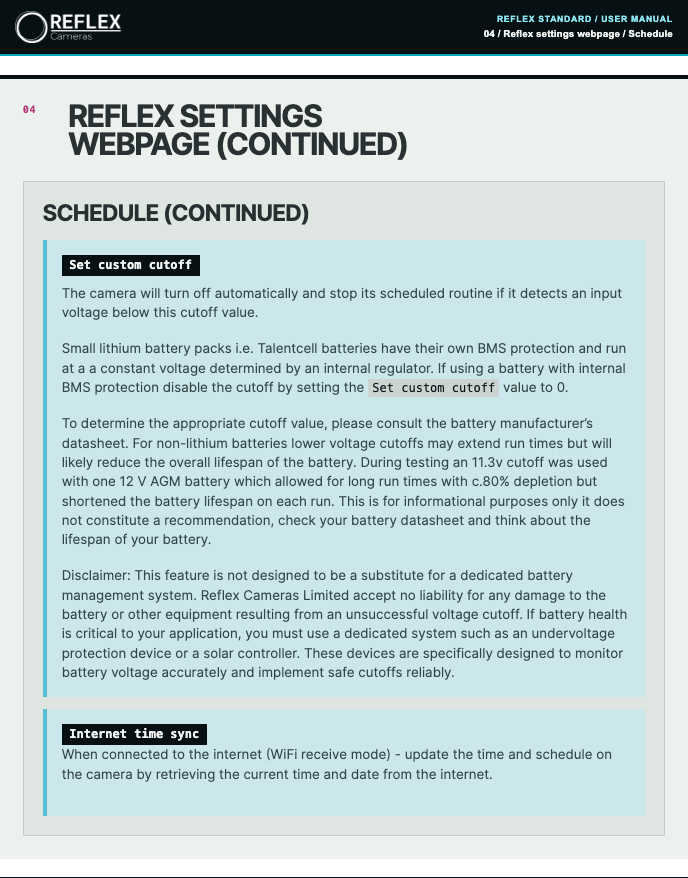 REFLEX
Cameras
REFLEX STANDARD / USER MANUAL
04 / Reflex settings webpage / Schedule
04
REFLEX SETTINGS
WEBPAGE (CONTINUED)
SCHEDULE (CONTINUED)
Set custom cutoff
The camera will turn off automatically and stop its scheduled routine if it detects an input
voltage below this cutoff value.
Small lithium battery packs i.e. Talentcell batteries have their own BMS protection and run
at a a constant voltage determined by an internal regulator. If using a battery with internal
BMS protection disable the cutoff by setting the Set custom cutoff value to 0.
To determine the appropriate cutoff value, please consult the battery manufacturer's
datasheet. For non-lithium batteries lower voltage cutoffs may extend run times but will
likely reduce the overall lifespan of the battery. During testing an 11.3v cutoff was used
with one 12 V AGM battery which allowed for long run times with c.80% depletion but
shortened the battery lifespan on each run. This is for informational purposes only it does
not constitute a recommendation, check your battery datasheet and think about the
lifespan of your battery.
Disclaimer: This feature is not designed to be a substitute for a dedicated battery
management system. Reflex Cameras Limited accept no liability for any damage to the
battery or other equipment resulting from an unsuccessful voltage cutoff. If battery health
is critical to your application, you must use a dedicated system such as an undervoltage
protection device or a solar controller. These devices are specifically designed to monitor
battery voltage accurately and implement safe cutoffs reliably.
Internet time sync
When connected to the internet (WiFi receive mode) - update the time and schedule on
the camera by retrieving the current time and date from the internet.